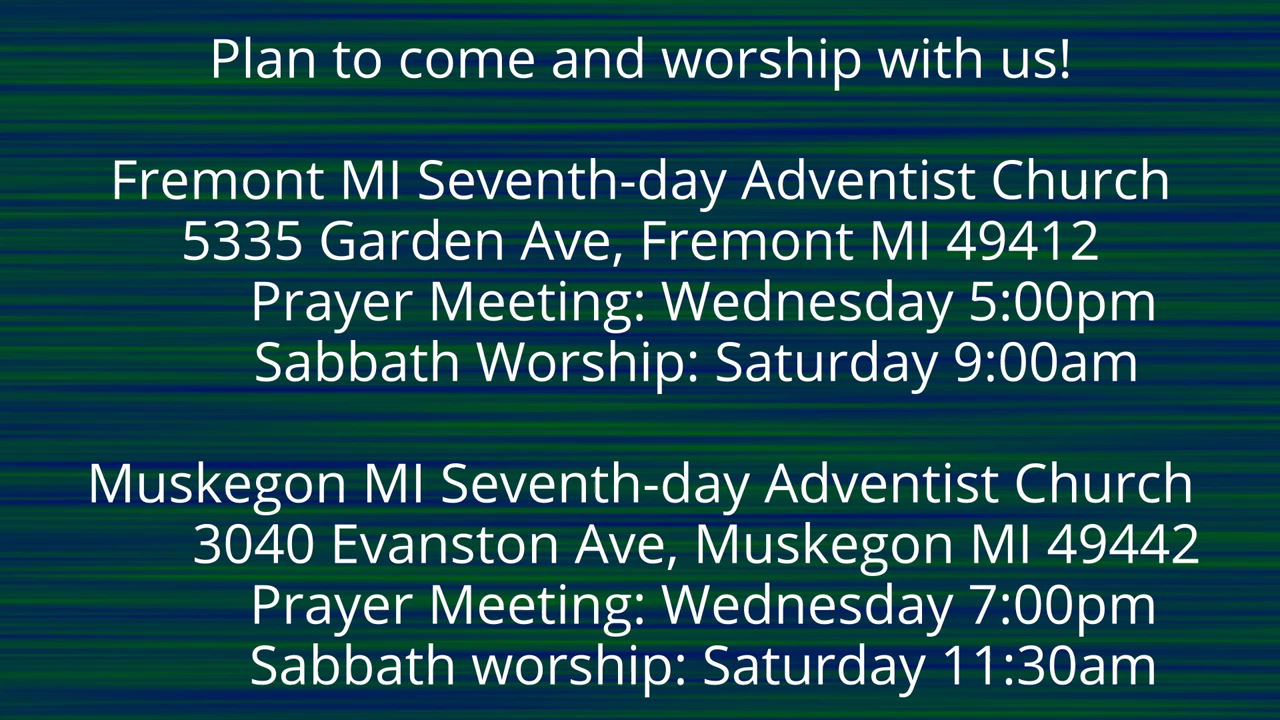 Plan to come and worship with us!
Fremont MI Seventh-day Adventist Church
5335 Garden Ave, Fremont MI 49412
Prayer Meeting: Wednesday 5:00pm
Sabbath Worship: Saturday 9:00am
Muskegon MI Seventh-day Adventist Church
3040 Evanston Ave, Muskegon MI 49442
Prayer Meeting: Wednesday 7:00pm
Sabbath worship: Saturday 11:30am